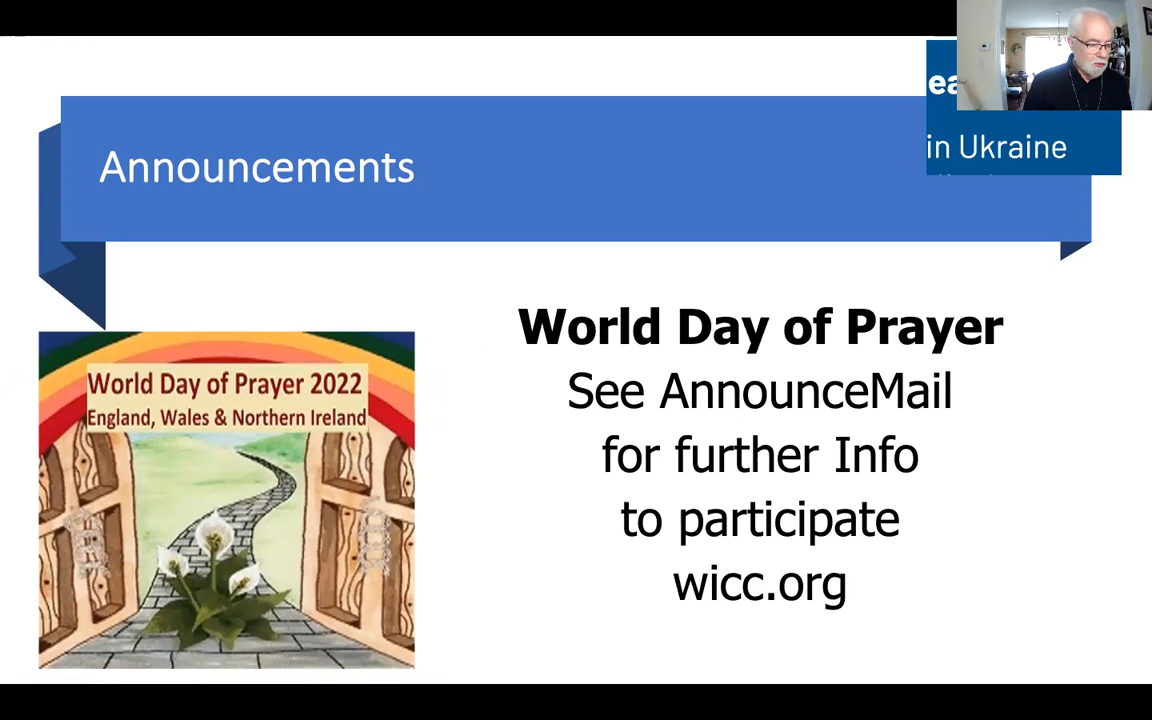 in Ukraine
Announcements
World Day of Prayer
See AnnounceMail
for further Info
to participate
wicc.org
World Day of Prayer 2022
England, Wales & Northern Ireland